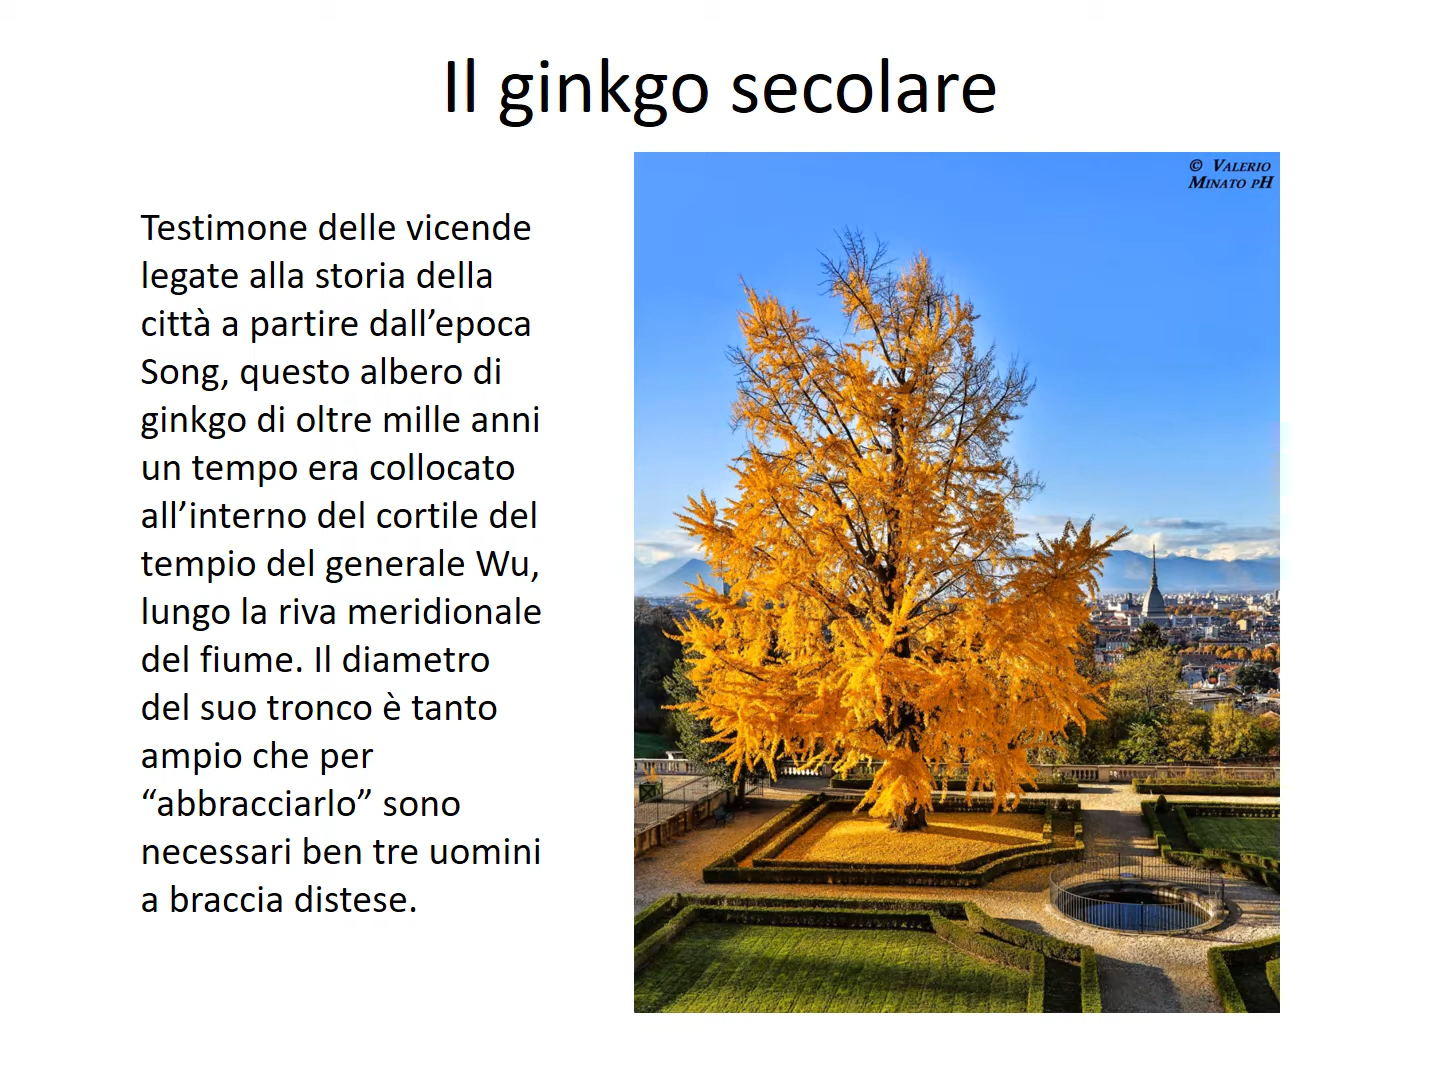 Il ginkgo secolare
© Valerio
Minato pH
Testimone delle vicende
legate alla storia della
città a partire dall’epoca
Song, questo albero di
ginkgo di oltre mille anni
un tempo era collocato
all’interno del cortile del
tempio del generale Wu,
lungo la riva meridionale
del fiume. Il diametro
del suo tronco è tanto
ampio che per
“abbracciarlo” sono
necessari ben tre uomini
a braccia distese.